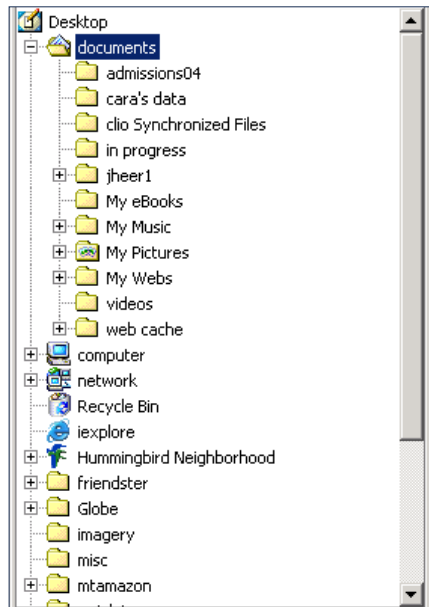 Desktop
documents
admissions04
cara's data
clio Synchronized Files
in progress
jheer1
My eBooks
My Music
My Pictures
My Webs
videos
web cache
computer
network
Recycle Bin
iexplore
Hummingbird Neighborhood
friendster
Globe
imagery
misc
mtamazon